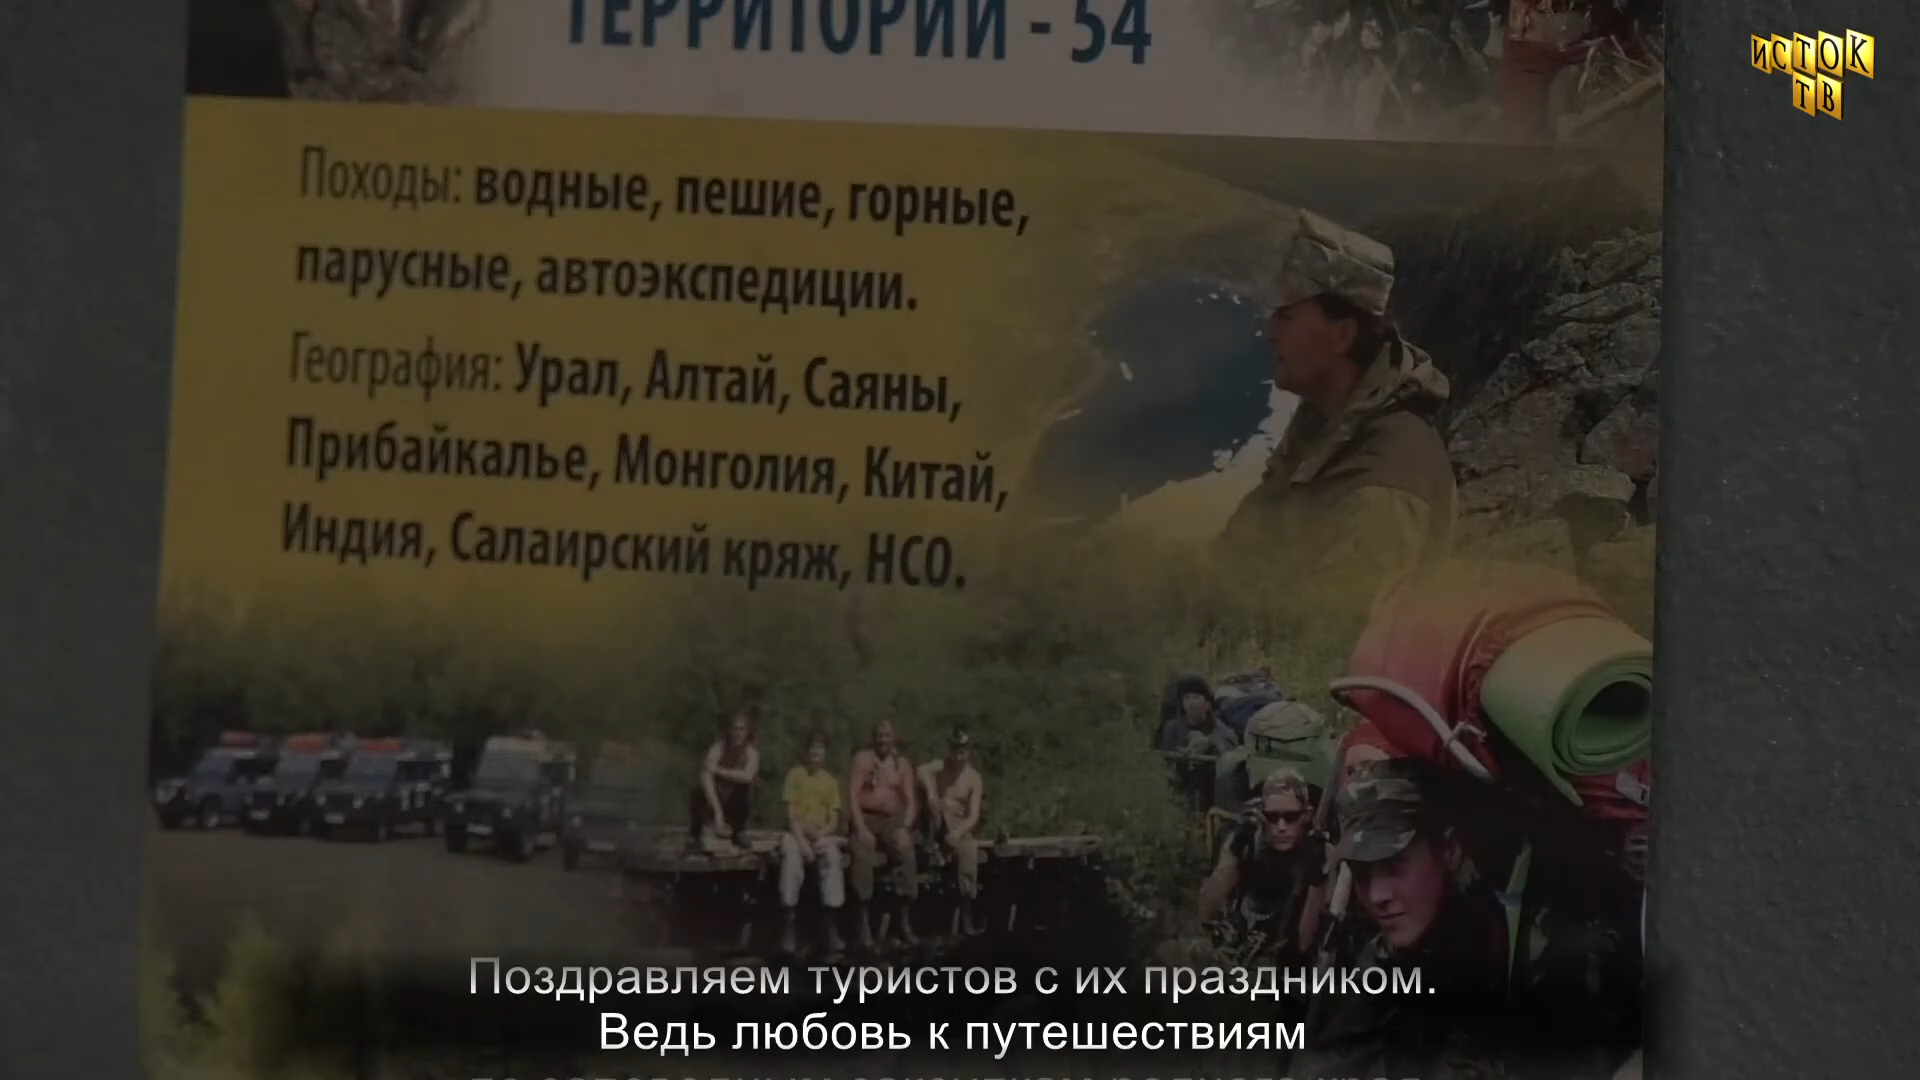 ТЕРРИТОРИЙ - 54
ИСТОК
ТВ
Походы: водные, пешие, горные,
парусные, автоэкспедиции.
География: Урал, Алтай, Саяны,
Прибайкалье, Монголия, Китай,
Индия, Салаирский кряж, НСО.
Поздравляем туристов с их праздником.
Ведь любовь к путешествиям